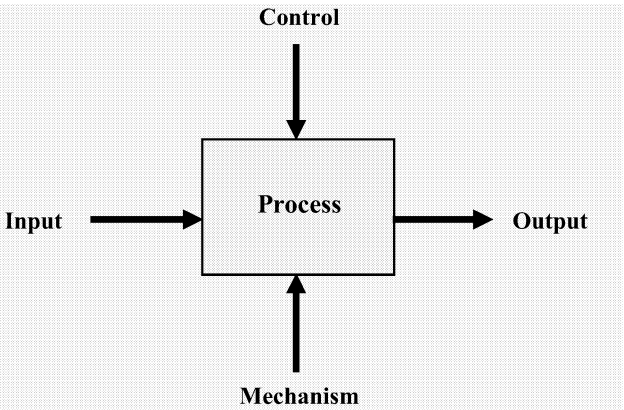 Control
Process
Input
Output
Mechanism